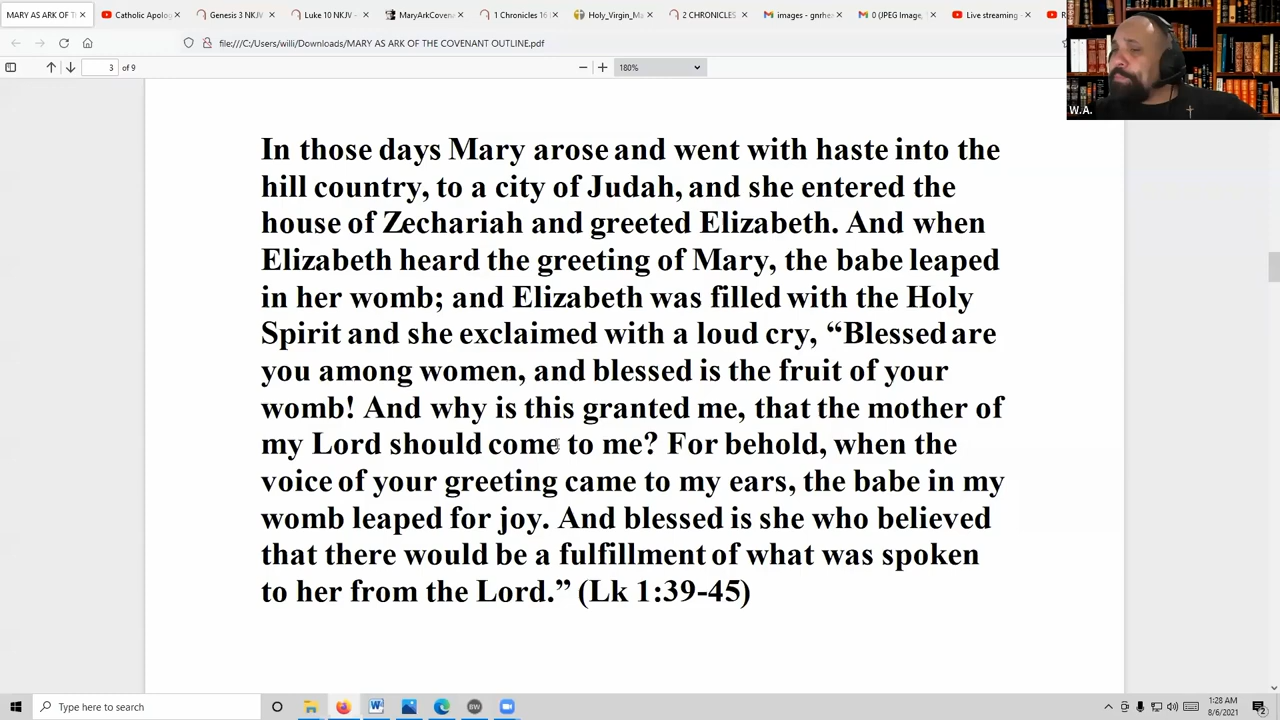 MARY AS ARK OF T
Catholic Apolog
Genesis 3 NKJV
Luke 10 NKJV
MaryArkCoven
1 Chronicles 16
Holy_Virgin_Ma
2 CHRONICLES
images - gnrhea
0 (JPEG Image,
Live streaming -
file:///C:/Users/willi/Downloads/MARY AS ARK OF THE COVENANT OUTLINE.pdf
3 of 9
180%
W.A.
In those days Mary arose and went with haste into the
hill country, to a city of Judah, and she entered the
house of Zechariah and greeted Elizabeth. And when
Elizabeth heard the greeting of Mary, the babe leaped
in her womb; and Elizabeth was filled with the Holy
Spirit and she exclaimed with a loud cry, “Blessed are
you among women, and blessed is the fruit of your
womb! And why is this granted me, that the mother of
my Lord should come to me? For behold, when the
voice of your greeting came to my ears, the babe in my
womb leaped for joy. And blessed is she who believed
that there would be a fulfillment of what was spoken
to her from the Lord.” (Lk 1:39-45)
Type here to search
1:28 AM
8/6/2021